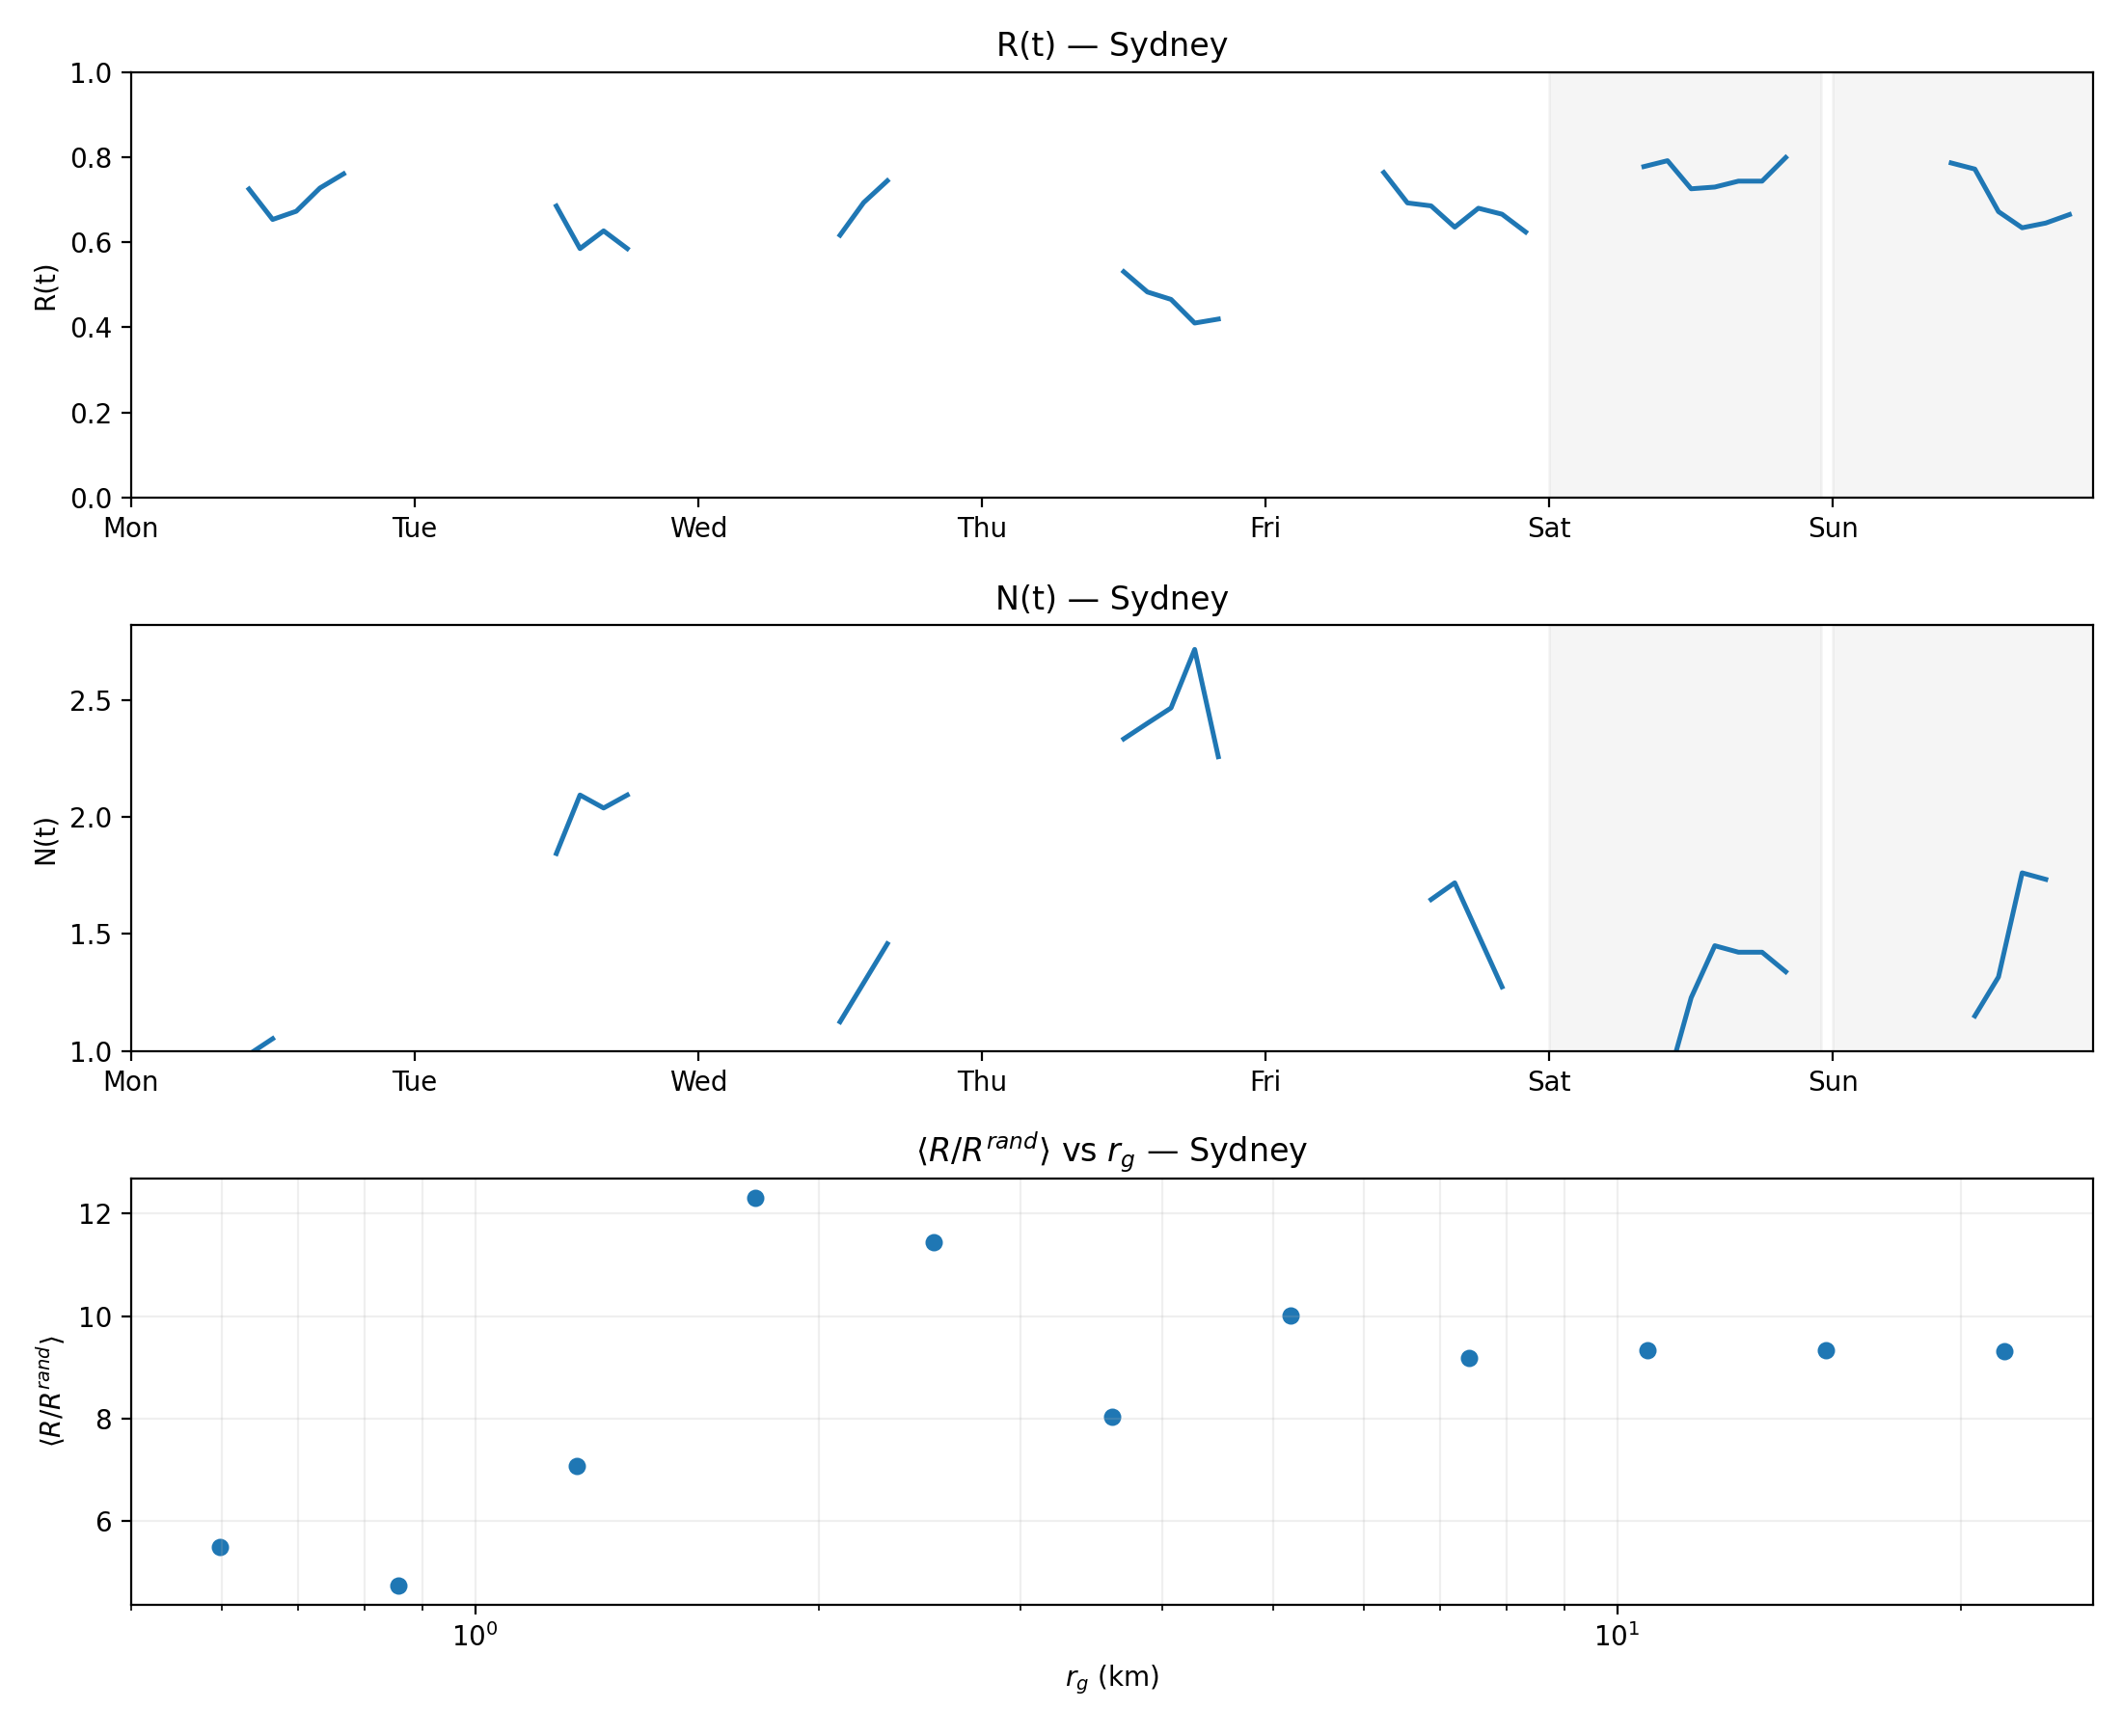 R(t) — Sydney
1.0
0.8
0.6
0.4
0.2
0.0
R(t)
Mon Tue Wed Thu Fri Sat Sun
N(t) — Sydney
2.5
2.0
1.5
1.0
N(t)
Mon Tue Wed Thu Fri Sat Sun
⟨R/R^rand⟩ vs r_g — Sydney
12
10
8
6
⟨R/R^rand⟩
10^0 10^1
r_g (km)